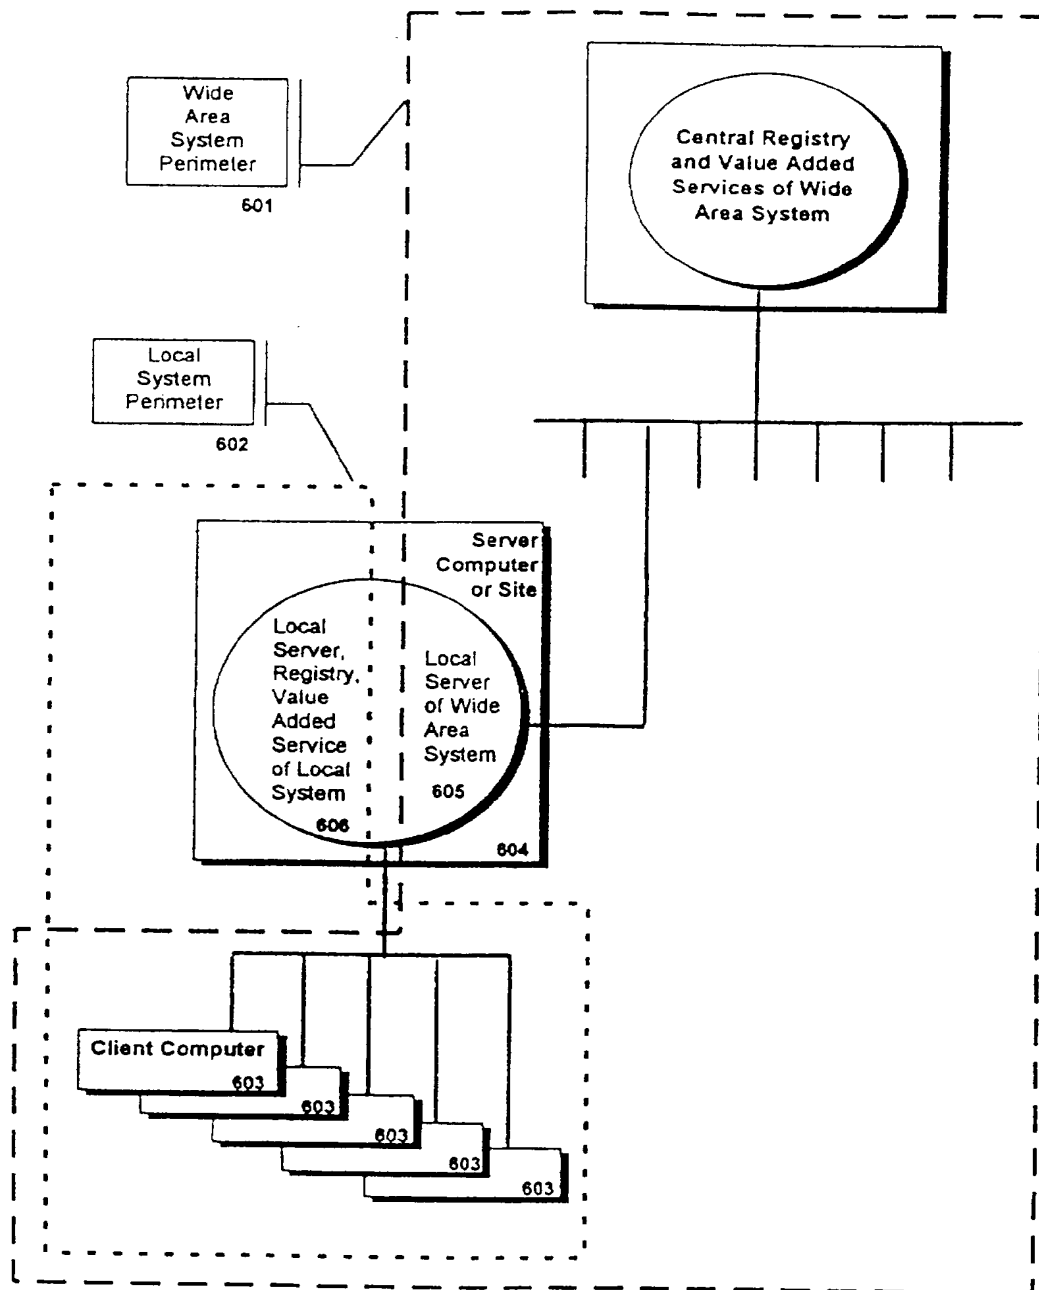 Wide
Area
System
Perimeter
601
Central Registry
and Value Added
Services of Wide
Area System
Local
System
Perimeter
602
Server
Computer
or Site
Local
Server,
Registry,
Value
Added
Service
of Local
System
606
Local
Server
of Wide
Area
System
605
604
Client Computer
603
603
603
603
603